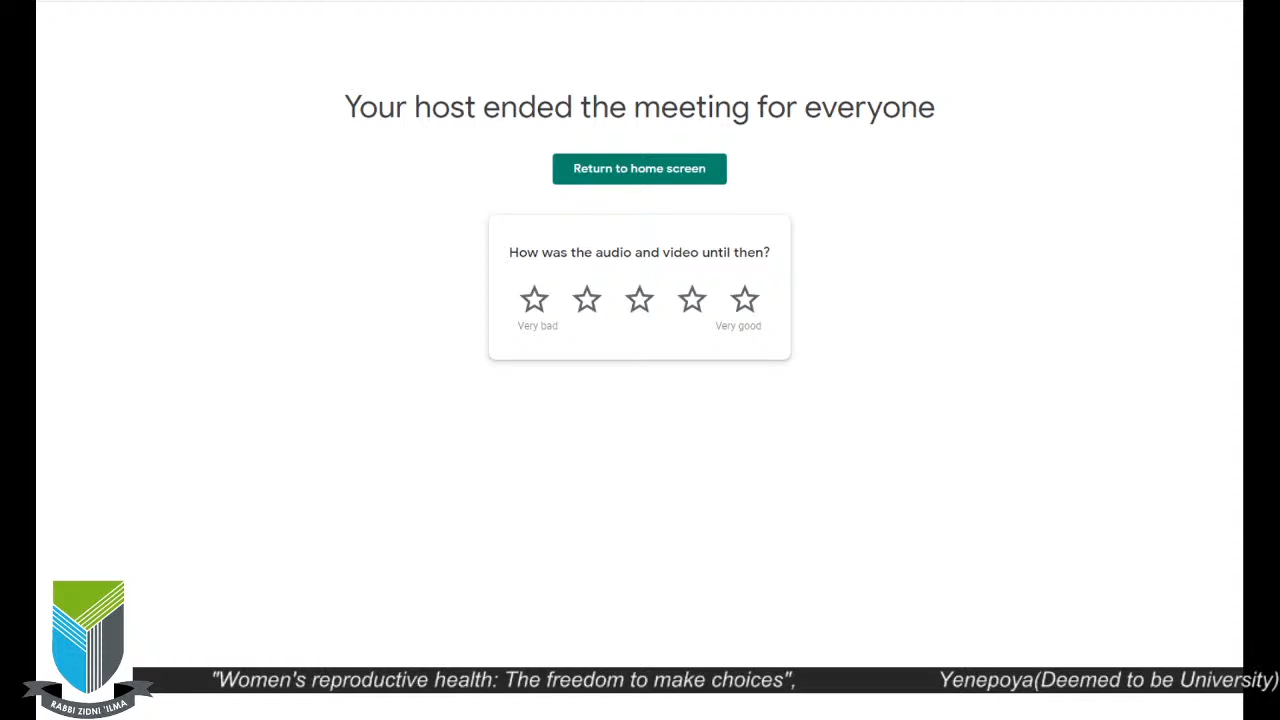 Your host ended the meeting for everyone
Return to home screen
How was the audio and video until then?
Very bad
Very good
"Women's reproductive health: The freedom to make choices", Yenepoya(Deemed to be University)
RABBI ZIDNI 'ILMA